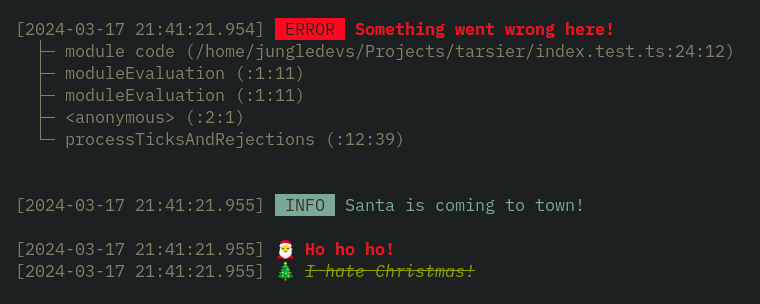 [2024-03-17 21:41:21.954] ERROR Something went wrong here!
├─ module code (/home/jungledevs/Projects/tarsier/index.test.ts:24:12)
├─ moduleEvaluation (:1:11)
├─ moduleEvaluation (:1:11)
├─ <anonymous> (:2:1)
└─ processTicksAndRejections (:12:39)
[2024-03-17 21:41:21.955] INFO Santa is coming to town!
[2024-03-17 21:41:21.955] 🎅 Ho ho ho!
[2024-03-17 21:41:21.955] 🎄 I hate Christmas!